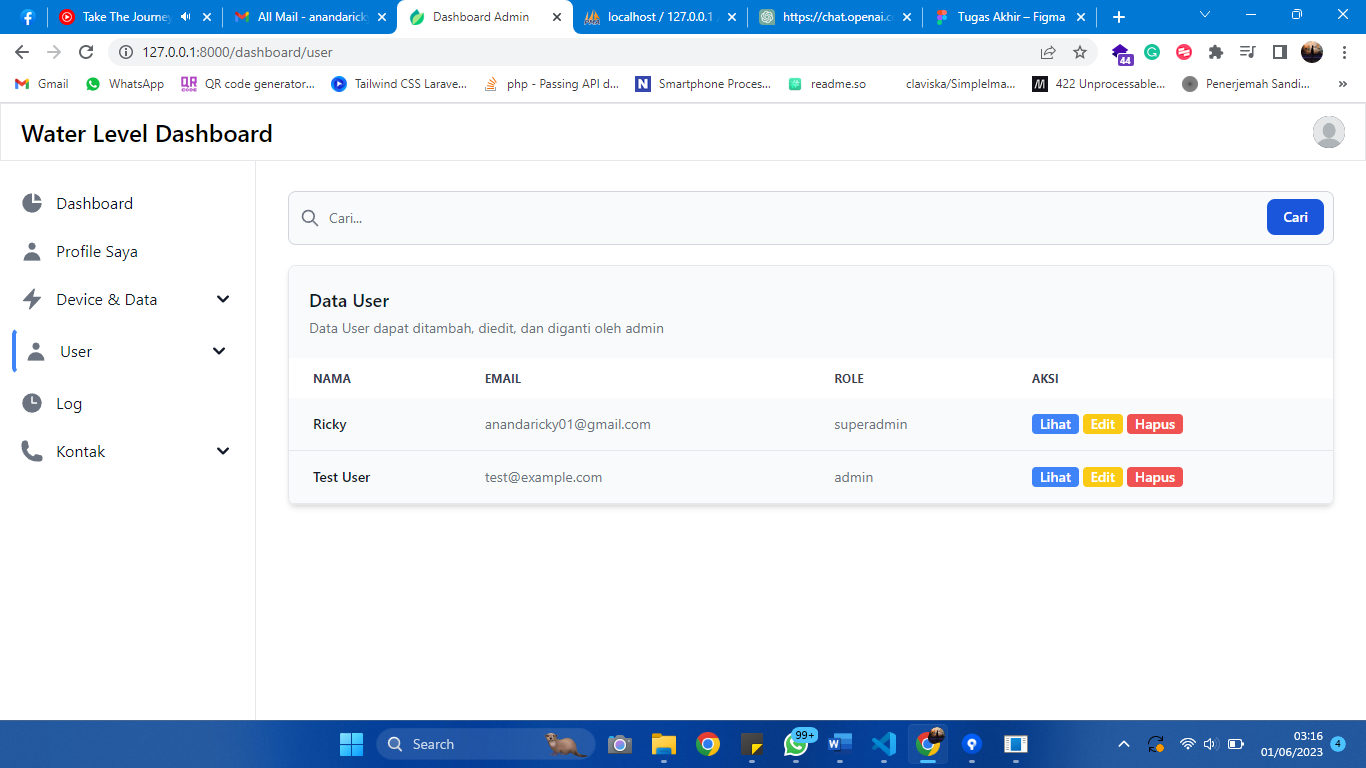 Take The Journey
All Mail - anandarick
Dashboard Admin
localhost / 127.0.0.1
https://chat.openai.c
Tugas Akhir – Figma
127.0.0.1:8000/dashboard/user
44
Gmail
WhatsApp
QR code generator...
Tailwind CSS Larave...
php - Passing API d...
Smartphone Proces...
readme.so
claviska/SimpleIma...
422 Unprocessable...
Penerjemah Sandi...
Water Level Dashboard
Dashboard
Profile Saya
Device & Data
User
Log
Kontak
Cari...
Cari
Data User
Data User dapat ditambah, diedit, dan diganti oleh admin
NAMA EMAIL ROLE AKSI
Ricky anandaricky01@gmail.com superadmin Lihat Edit Hapus
Test User test@example.com admin Lihat Edit Hapus
Search
99+
03:16
01/06/2023
4